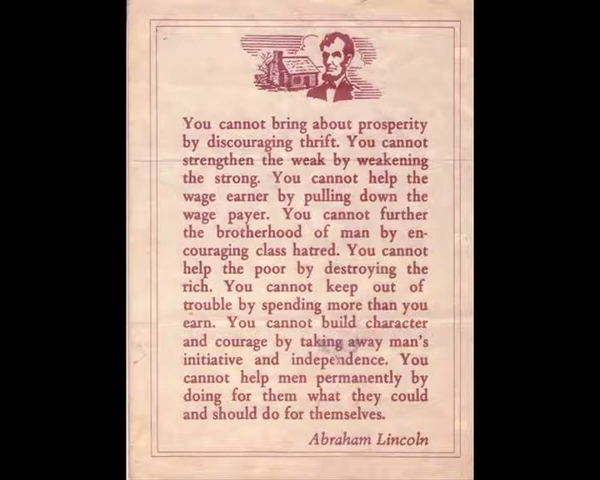 You cannot bring about prosperity
by discouraging thrift. You cannot
strengthen the weak by weakening
the strong. You cannot help the
wage earner by pulling down the
wage payer. You cannot further
the brotherhood of man by en-
couraging class hatred. You cannot
help the poor by destroying the
rich. You cannot keep out of
trouble by spending more than you
earn. You cannot build character
and courage by taking away man's
initiative and independence. You
cannot help men permanently by
doing for them what they could
and should do for themselves.
Abraham Lincoln